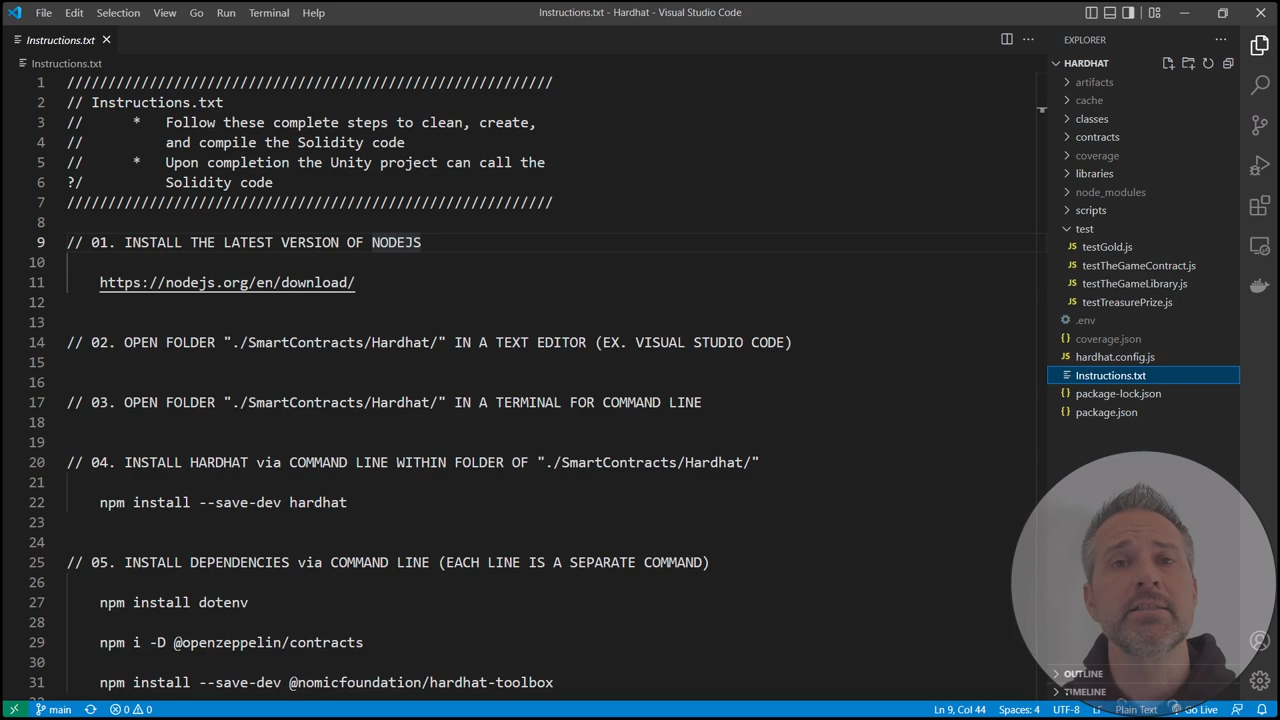 File Edit Selection View Go Run Terminal Help
Instructions.txt - Hardhat - Visual Studio Code
Instructions.txt
Instructions.txt
1 ///////////////////////////////////////////////////////////
2 // Instructions.txt
3 // * Follow these complete steps to clean, create,
4 // and compile the Solidity code
5 // * Upon completion the Unity project can call the
6 ?/ Solidity code
7 ///////////////////////////////////////////////////////////
8
9 // 01. INSTALL THE LATEST VERSION OF NODEJS
10
11 https://nodejs.org/en/download/
12
13
14 // 02. OPEN FOLDER "./SmartContracts/Hardhat/" IN A TEXT EDITOR (EX. VISUAL STUDIO CODE)
15
16
17 // 03. OPEN FOLDER "./SmartContracts/Hardhat/" IN A TERMINAL FOR COMMAND LINE
18
19
20 // 04. INSTALL HARDHAT via COMMAND LINE WITHIN FOLDER OF "./SmartContracts/Hardhat/"
21
22 npm install --save-dev hardhat
23
24
25 // 05. INSTALL DEPENDENCIES via COMMAND LINE (EACH LINE IS A SEPARATE COMMAND)
26
27 npm install dotenv
28
29 npm i -D @openzeppelin/contracts
30
31 npm install --save-dev @nomicfoundation/hardhat-toolbox
EXPLORER
HARDHAT
artifacts
cache
classes
contracts
coverage
libraries
node_modules
scripts
test
JS testGold.js
JS testTheGameContract.js
JS testTheGameLibrary.js
JS testTreasurePrize.js
.env
{} coverage.json
JS hardhat.config.js
Instructions.txt
{} package-lock.json
{} package.json
OUTLINE
TIMELINE
main
0 0
Ln 9, Col 44
Spaces: 4
UTF-8
LF
Plain Text
Go Live